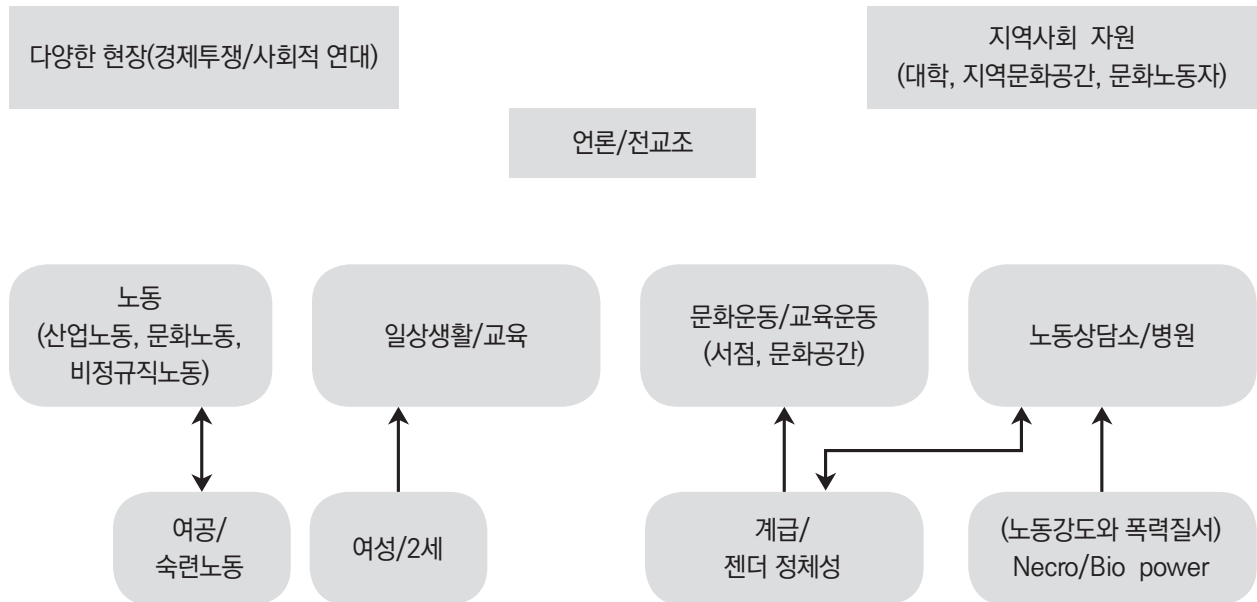 다양한 현장(경제투쟁/사회적 연대)
지역사회 자원
(대학, 지역문화공간, 문화노동자)
언론/전교조
노동
(산업노동, 문화노동,
비정규직노동)
일상생활/교육
문화운동/교육운동
(서점, 문화공간)
노동상담소/병원
여공/
숙련노동
여성/2세
계급/
젠더 정체성
(노동강도와 폭력질서)
Necro/Bio power